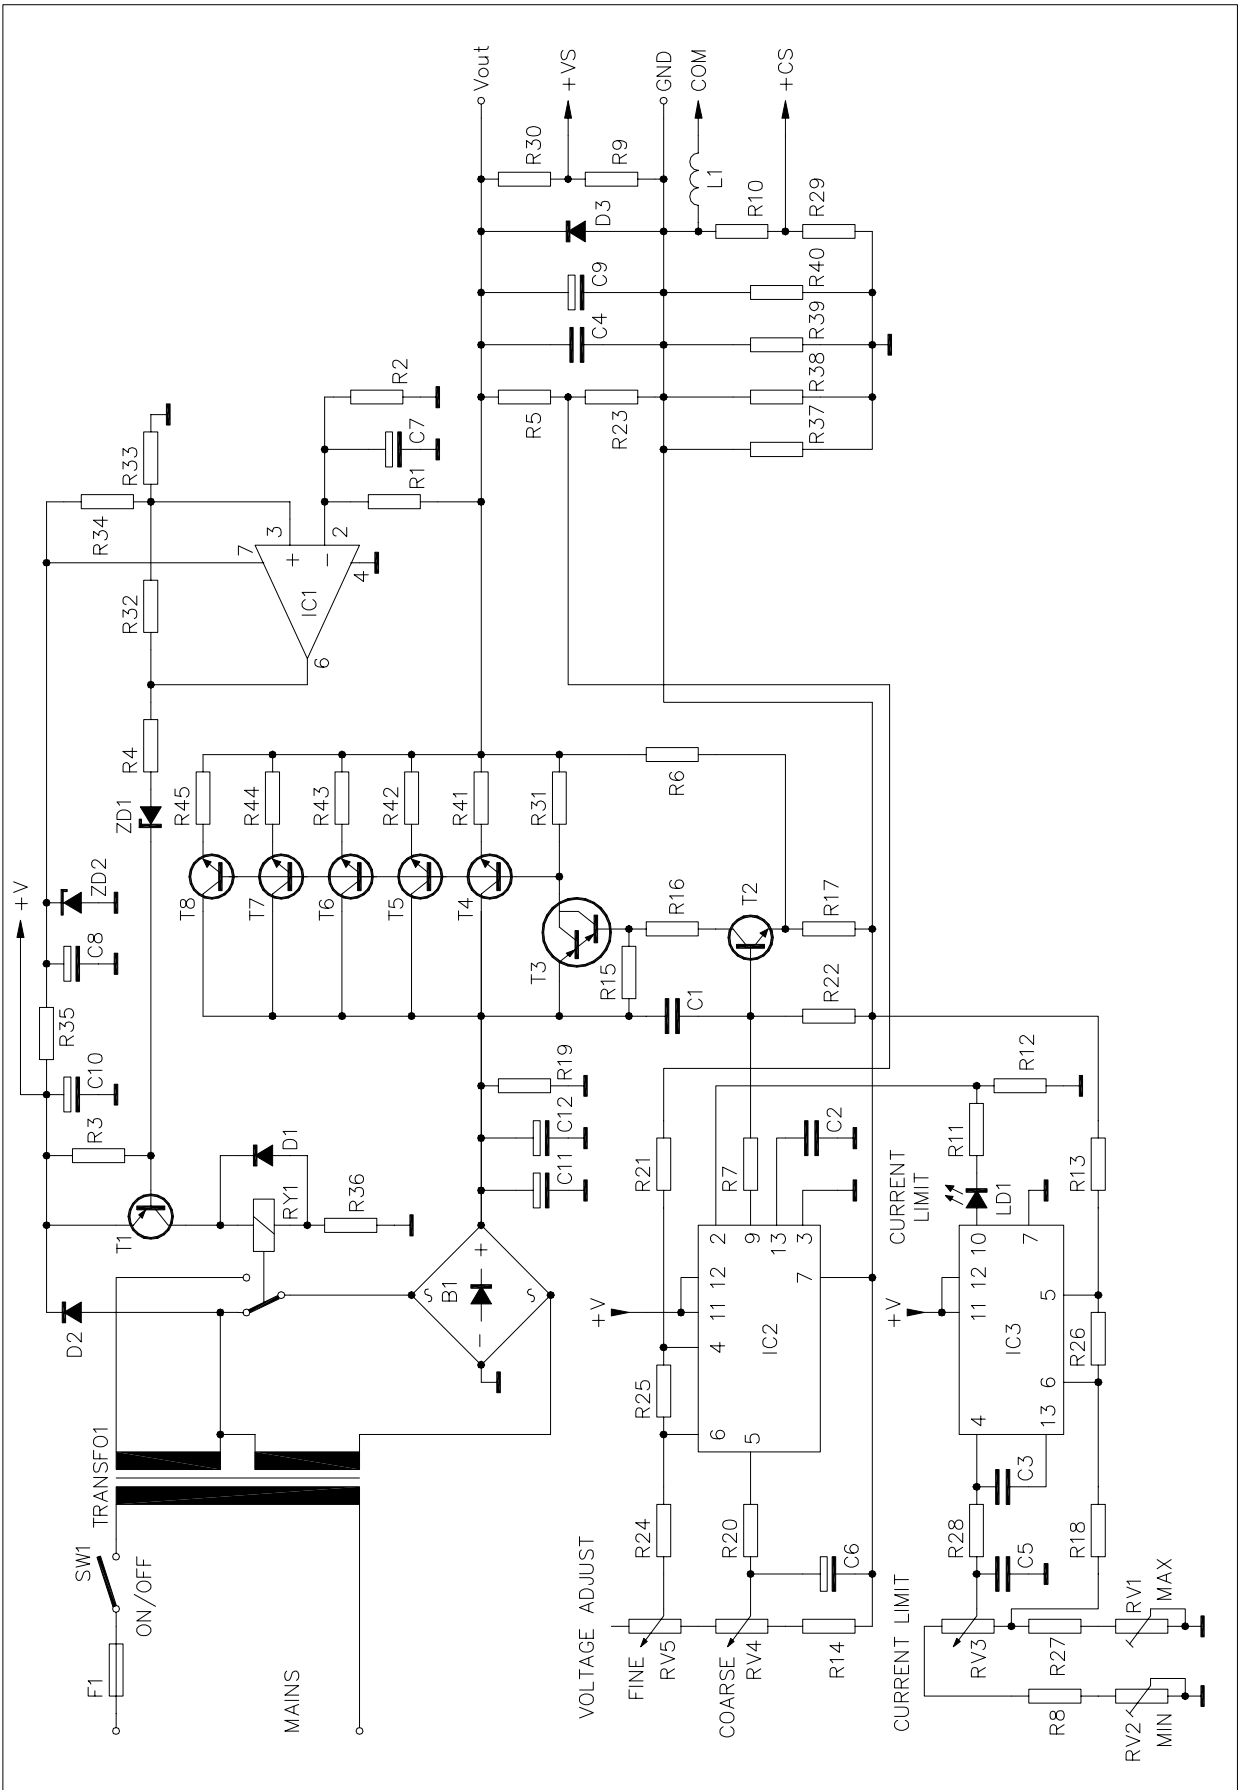 F1
SW1
ON/OFF
MAINS
TRANSFO1
D2
T1
R3
C10
+V
R35
C8
ZD2
ZD1
R4
R32
R34
R33
7
3
+
−
2
4
IC1
6
R1
C7
R2
D1
RY1
R36
B1
+
−
S
S
C11
C12
R19
T8
T7
T6
T5
T4
R45
R44
R43
R42
R41
R31
T3
R15
R16
R6
T2
R17
R22
C1
Vout
R30
+VS
R9
GND
COM
L1
R10
+CS
R29
D3
C9
C4
R5
R23
R40
R39
R38
R37
VOLTAGE ADJUST
FINE
RV5
COARSE
RV4
R14
R24
R20
C6
R25
R21
R7
C2
+V
6
4
11
12
2
5
IC2
9
13
3
7
CURRENT LIMIT
RV3
R27
RV1
MAX
R8
RV2
MIN
R28
C5
C3
R18
R26
R13
+V
4
11
12
10
13
IC3
7
6
5
CURRENT
LIMIT
LD1
R11
R12